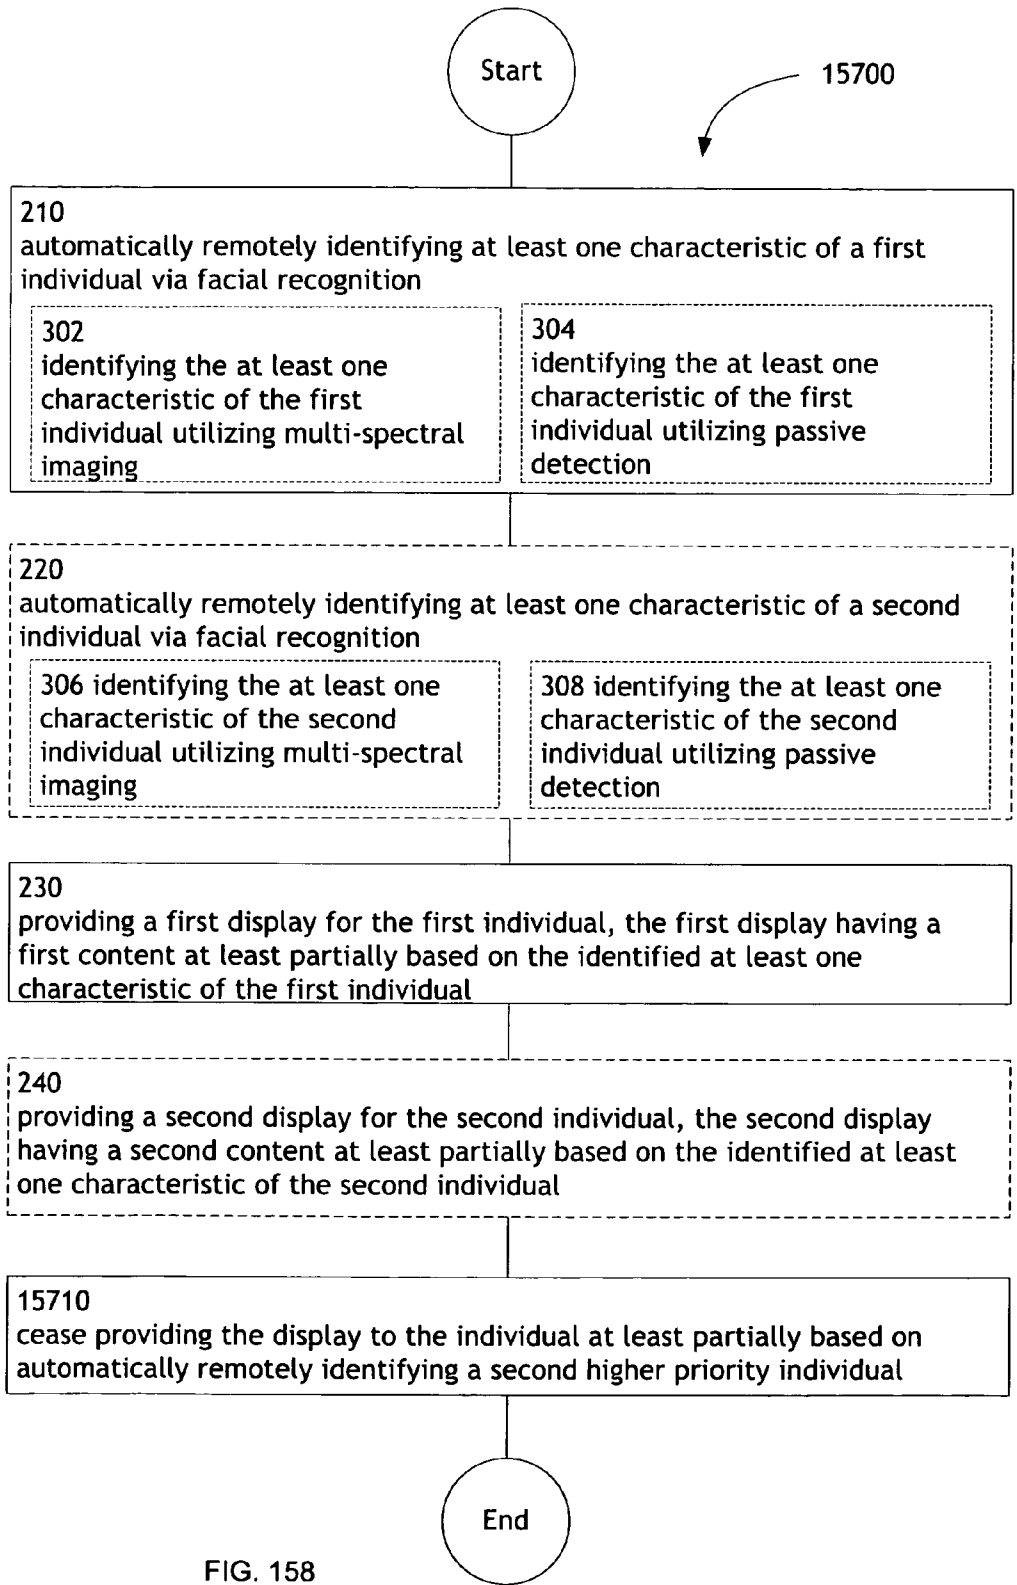 Start
15700
210
automatically remotely identifying at least one characteristic of a first
individual via facial recognition
302
identifying the at least one
characteristic of the first
individual utilizing multi-spectral
imaging
304
identifying the at least one
characteristic of the first
individual utilizing passive
detection
220
automatically remotely identifying at least one characteristic of a second
individual via facial recognition
306 identifying the at least one
characteristic of the second
individual utilizing multi-spectral
imaging
308 identifying the at least one
characteristic of the second
individual utilizing passive
detection
230
providing a first display for the first individual, the first display having a
first content at least partially based on the identified at least one
characteristic of the first individual
240
providing a second display for the second individual, the second display
having a second content at least partially based on the identified at least
one characteristic of the second individual
15710
cease providing the display to the individual at least partially based on
automatically remotely identifying a second higher priority individual
End
FIG. 158